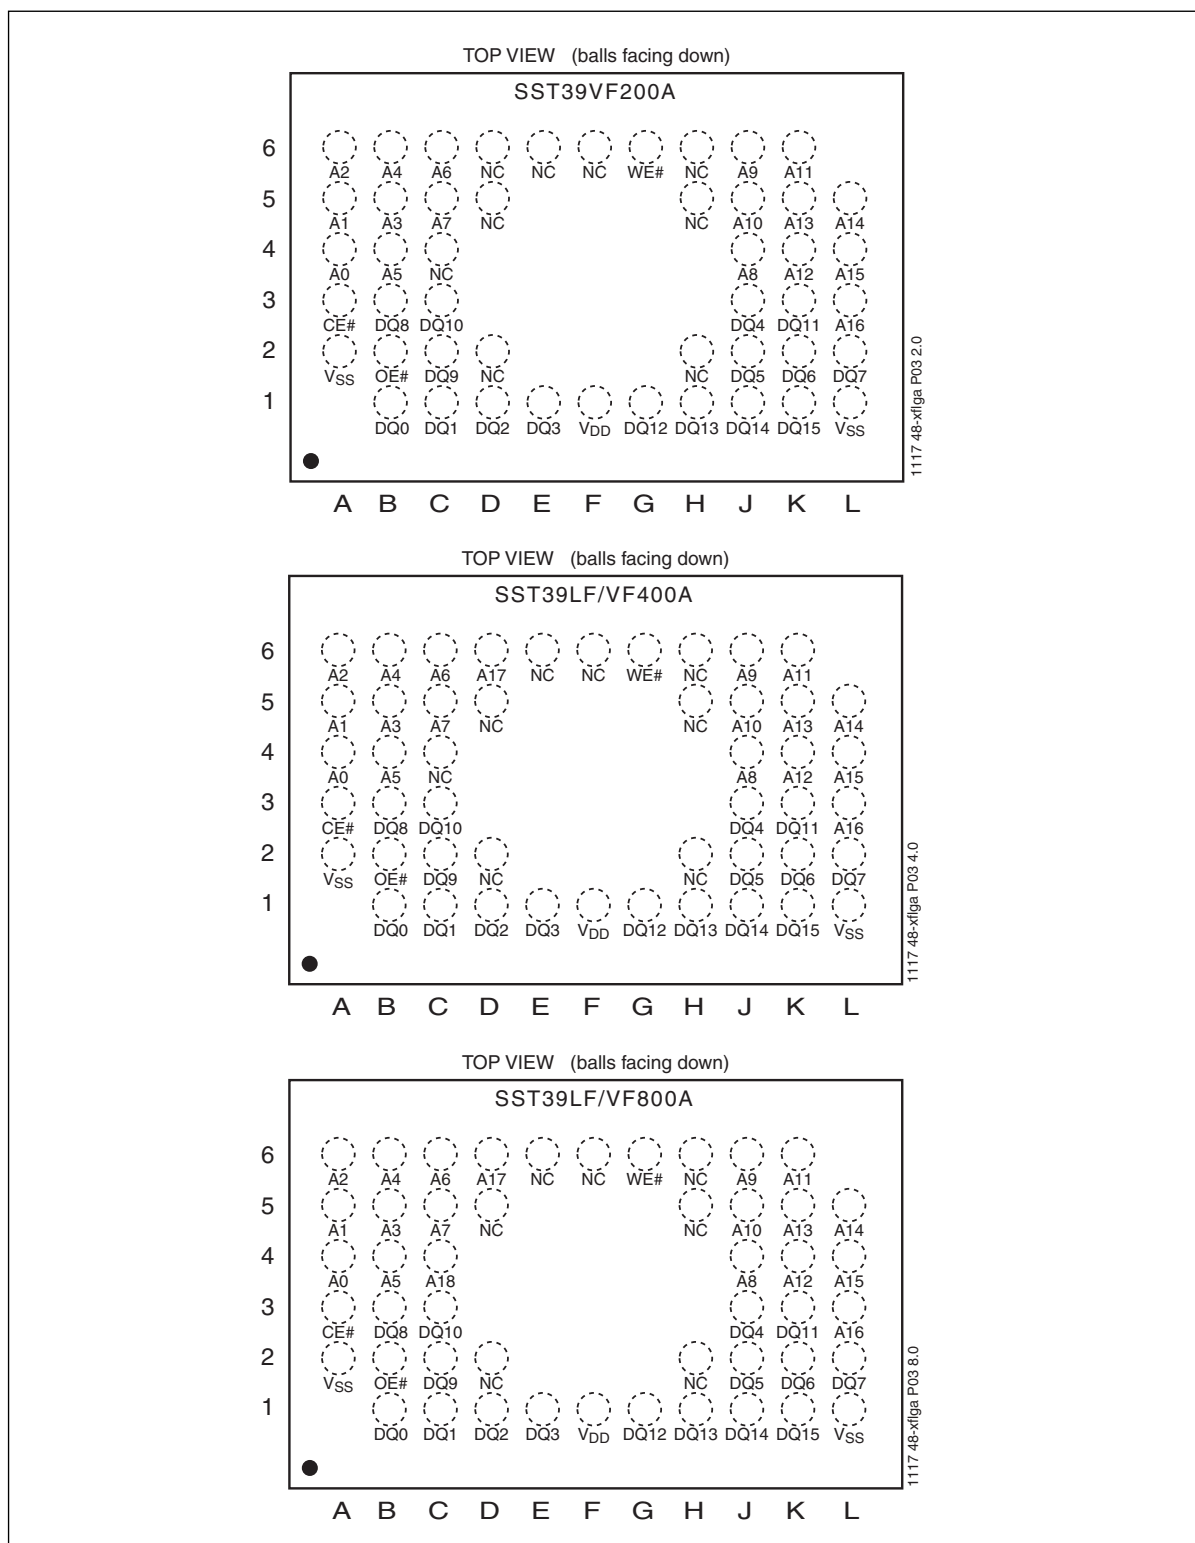 TOP VIEW (balls facing down)
SST39VF200A
6
A2 A4 A6 NC NC NC WE# NC A9 A11
5
A1 A3 A7 NC NC A10 A13 A14
4
A0 A5 NC A8 A12 A15
3
CE# DQ8 DQ10 DQ4 DQ11 A16
2
VSS OE# DQ9 NC NC DQ5 DQ6 DQ7
1
DQ0 DQ1 DQ2 DQ3 VDD DQ12 DQ13 DQ14 DQ15 VSS
1117 48-xflga P03 2.0
A B C D E F G H J K L
TOP VIEW (balls facing down)
SST39LF/VF400A
6
A2 A4 A6 A17 NC NC WE# NC A9 A11
5
A1 A3 A7 NC NC A10 A13 A14
4
A0 A5 NC A8 A12 A15
3
CE# DQ8 DQ10 DQ4 DQ11 A16
2
VSS OE# DQ9 NC NC DQ5 DQ6 DQ7
1
DQ0 DQ1 DQ2 DQ3 VDD DQ12 DQ13 DQ14 DQ15 VSS
1117 48-xflga P03 4.0
A B C D E F G H J K L
TOP VIEW (balls facing down)
SST39LF/VF800A
6
A2 A4 A6 A17 NC NC WE# NC A9 A11
5
A1 A3 A7 NC NC A10 A13 A14
4
A0 A5 A18 A8 A12 A15
3
CE# DQ8 DQ10 DQ4 DQ11 A16
2
VSS OE# DQ9 NC NC DQ5 DQ6 DQ7
1
DQ0 DQ1 DQ2 DQ3 VDD DQ12 DQ13 DQ14 DQ15 VSS
1117 48-xflga P03 8.0
A B C D E F G H J K L